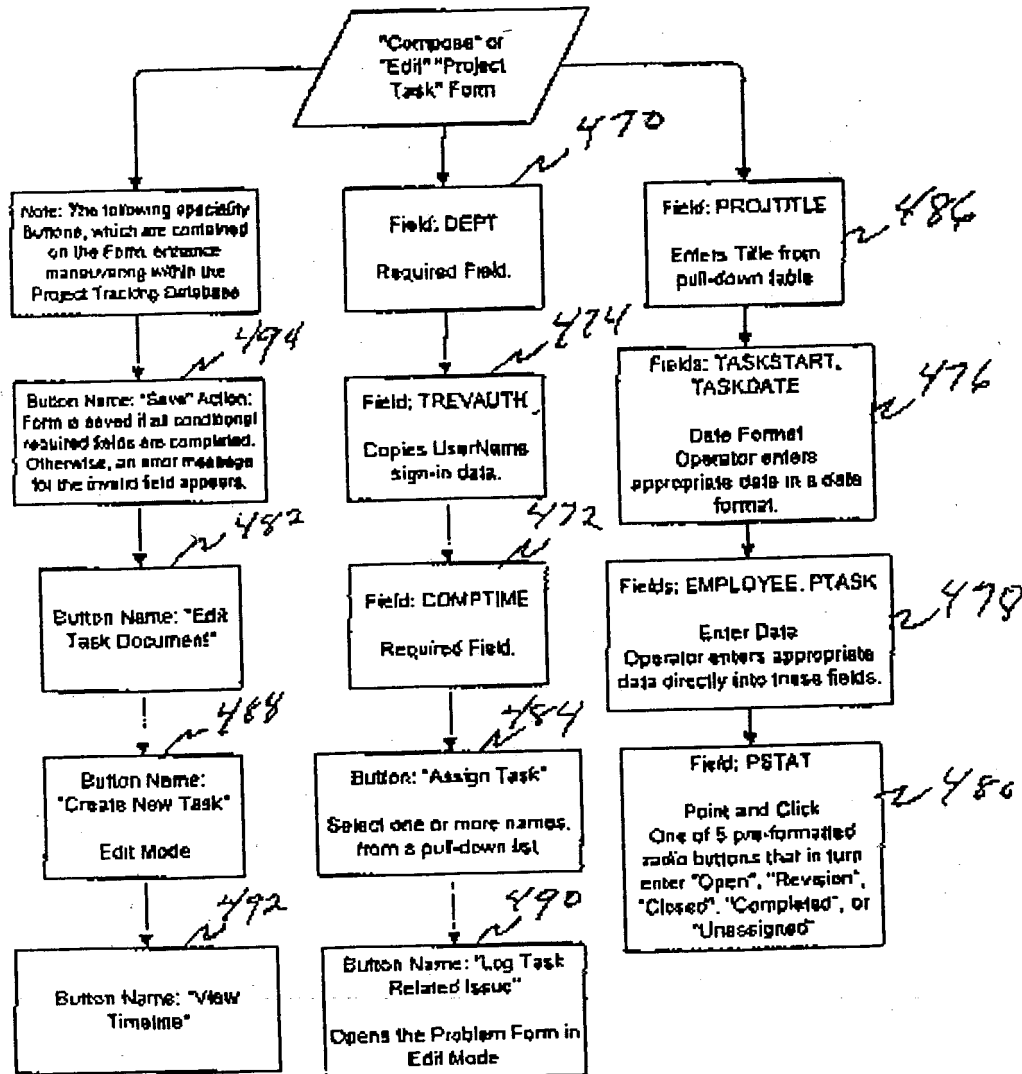 "Compose" or
"Edit" "Project
Task" Form
Note: The following speciality
Buttons, which are contained
on the Form, enhance
maneuvering within the
Project Tracking Database
494
Button Name: "Save" Action:
Form is saved if all conditional
required fields are completed.
Otherwise, an error message
for the invalid field appears.
482
Button Name: "Edit
Task Document"
488
Button Name:
"Create New Task"
Edit Mode
492
Button Name: "View
Timeline"
470
Field: DEPT
Required Field.
474
Field: TREVAUTH
Copies UserName
sign-in data.
472
Field: COMPTIME
Required Field.
484
Button: "Assign Task"
Select one or more names,
from a pull-down list
490
Button Name: "Log Task
Related Issue"
Opens the Problem Form in
Edit Mode
486
Field: PROJTITLE
Enters Title from
pull-down table
476
Fields: TASKSTART,
TASKDATE
Date Format
Operator enters
appropriate data in a date
format.
478
Fields: EMPLOYEE, PTASK
Enter Data
Operator enters appropriate
data directly into these fields.
480
Field: PSTAT
Point and Click
One of 5 pre-formatted
radio buttons that in turn
enter "Open", "Revision",
"Closed", "Completed", or
"Unassigned"